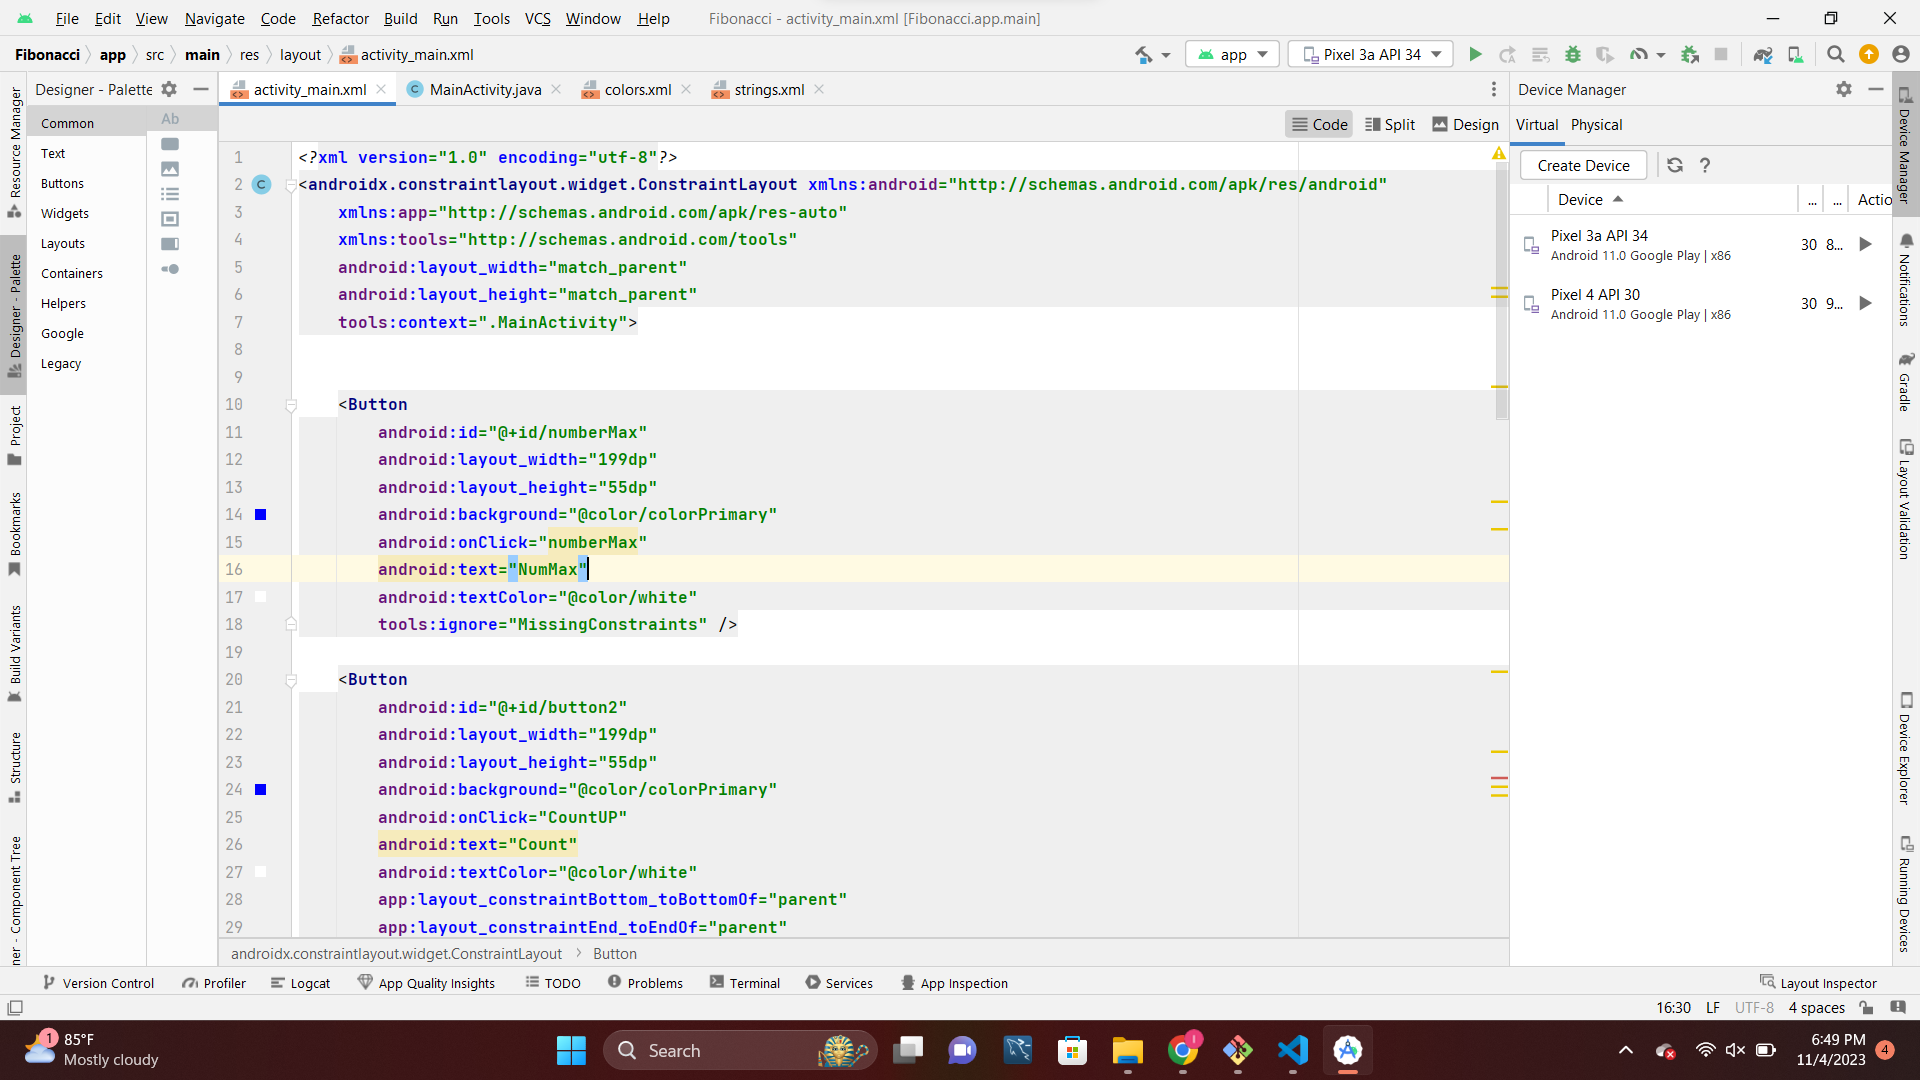 File Edit View Navigate Code Refactor Build Run Tools VCS Window Help Fibonacci - activity_main.xml [Fibonacci.app.main]
Fibonacci app src main res layout activity_main.xml app Pixel 3a API 34
Designer - Palette activity_main.xml MainActivity.java colors.xml strings.xml Device Manager
Code Split Design Virtual Physical
Create Device ?
Device ... ... Actio
Pixel 3a API 34
Android 11.0 Google Play | x86
30 8...
Pixel 4 API 30
Android 11.0 Google Play | x86
30 9...
Common
Text
Buttons
Widgets
Layouts
Containers
Helpers
Google
Legacy
Ab
1 <?xml version="1.0" encoding="utf-8"?>
2 C <androidx.constraintlayout.widget.ConstraintLayout xmlns:android="http://schemas.android.com/apk/res/android"
3 xmlns:app="http://schemas.android.com/apk/res-auto"
4 xmlns:tools="http://schemas.android.com/tools"
5 android:layout_width="match_parent"
6 android:layout_height="match_parent"
7 tools:context=".MainActivity">
8
9
10 <Button
11 android:id="@+id/numberMax"
12 android:layout_width="199dp"
13 android:layout_height="55dp"
14 android:background="@color/colorPrimary"
15 android:onClick="numberMax"
16 android:text="NumMax"
17 android:textColor="@color/white"
18 tools:ignore="MissingConstraints" />
19
20 <Button
21 android:id="@+id/button2"
22 android:layout_width="199dp"
23 android:layout_height="55dp"
24 android:background="@color/colorPrimary"
25 android:onClick="CountUP"
26 android:text="Count"
27 android:textColor="@color/white"
28 app:layout_constraintBottom_toBottomOf="parent"
29 app:layout_constraintEnd_toEndOf="parent"
androidx.constraintlayout.widget.ConstraintLayout Button
Resource Manager
Designer - Palette
Project
Bookmarks
Build Variants
Structure
ner - Component Tree
Device Manager
Notifications
Gradle
Layout Validation
Device Explorer
Running Devices
Version Control Profiler Logcat App Quality Insights TODO Problems Terminal Services App Inspection Layout Inspector
16:30 LF UTF-8 4 spaces
1 85°F
Mostly cloudy
Search
6:49 PM
11/4/2023
4